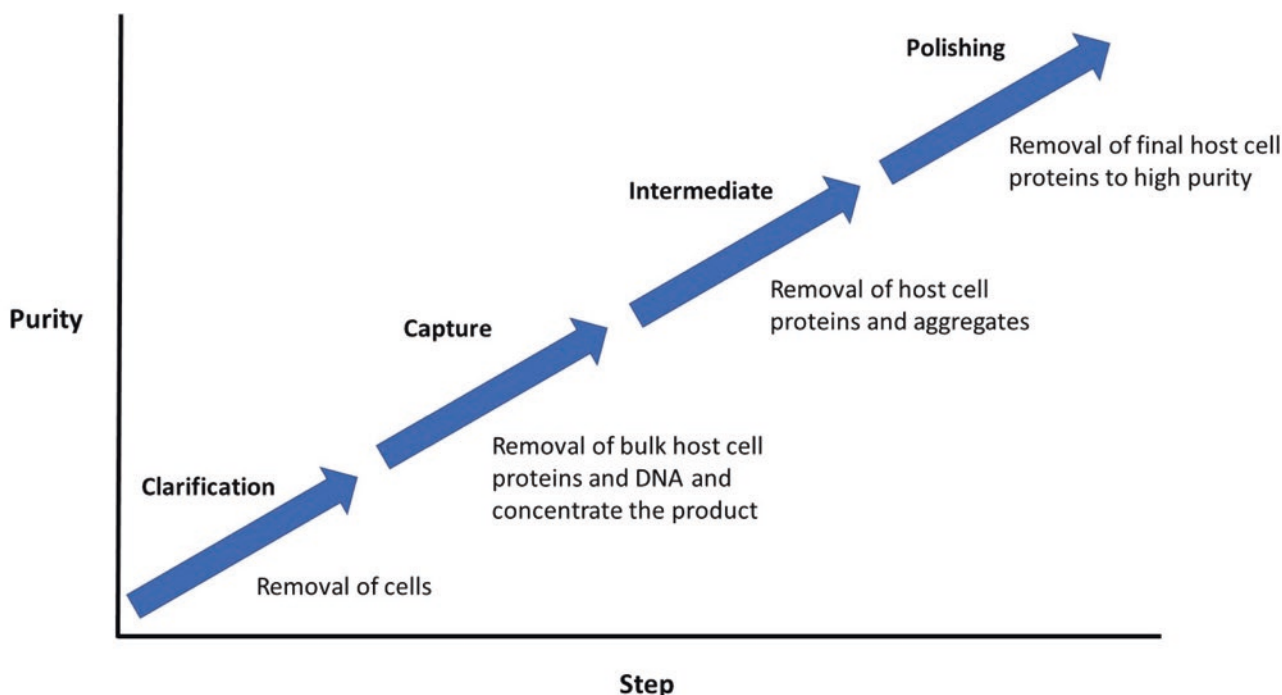 Polishing
Removal of final host cell
proteins to high purity
Intermediate
Removal of host cell
proteins and aggregates
Purity
Capture
Removal of bulk host cell
proteins and DNA and
concentrate the product
Clarification
Removal of cells
Step